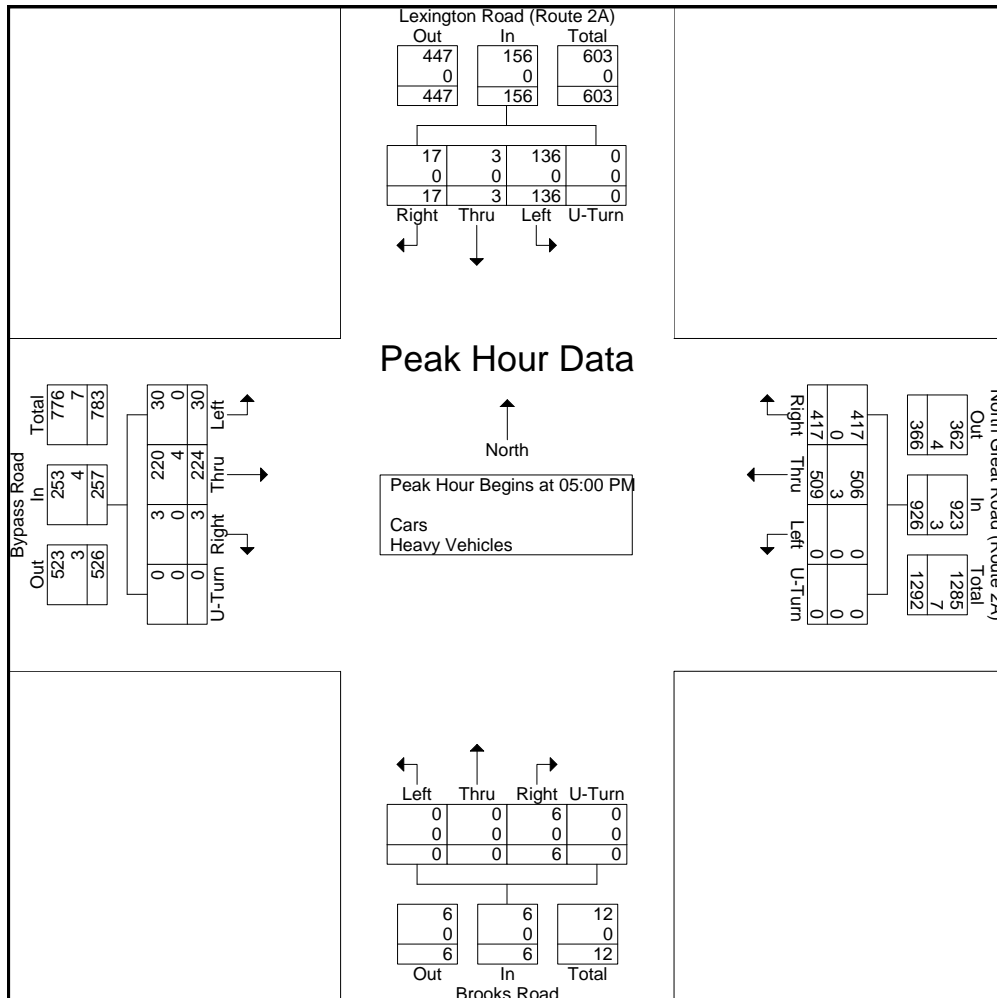 Lexington Road (Route 2A)
Out In Total
447 156 603
0 0 0
447 156 603
17 3 136 0
0 0 0 0
17 3 136 0
Right Thru Left U-Turn
Peak Hour Data
North
Peak Hour Begins at 05:00 PM
Cars
Heavy Vehicles
Bypass Road
Out In Total
523 253 776
3 4 7
526 257 783
0 3 220 30
0 0 4 0
0 3 224 30
U-Turn Right Thru Left
North Great Road (Route 2A)
Out In Total
362 923 1285
4 3 7
366 926 1292
417 506 0 0
0 3 0 0
417 509 0 0
Right Thru Left U-Turn
Left Thru Right U-Turn
0 0 6 0
0 0 0 0
0 0 6 0
6 6 12
0 0 0
6 6 12
Out In Total
Brooks Road